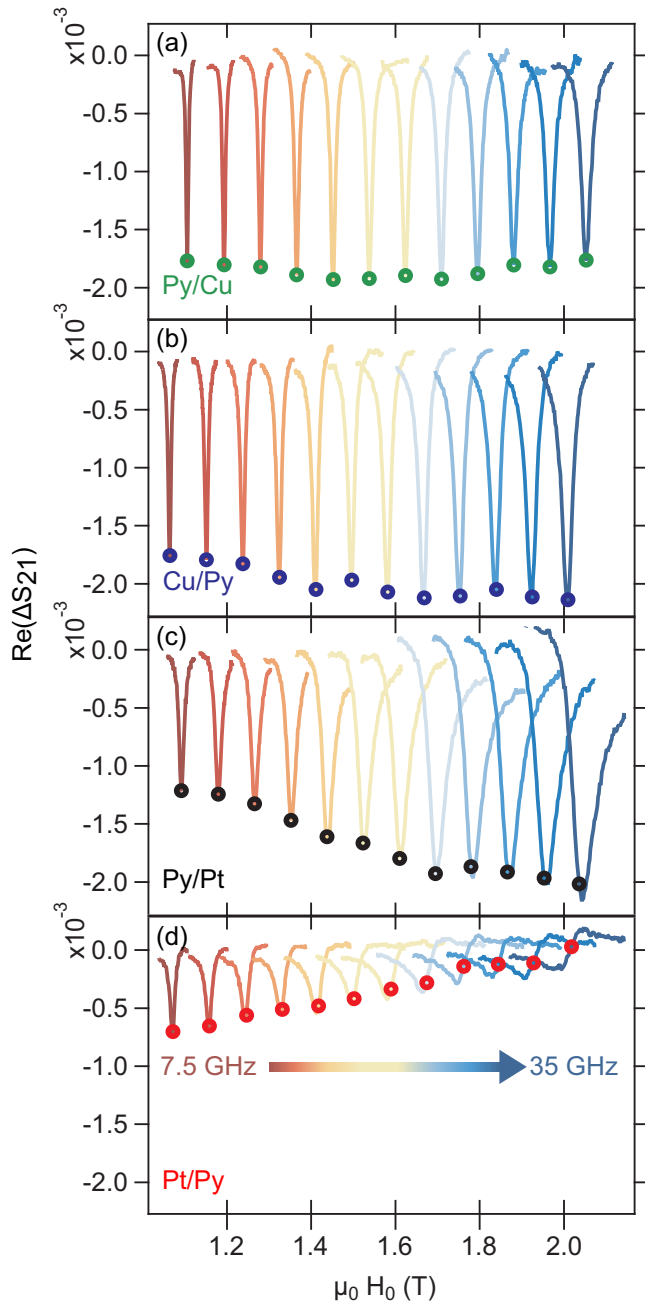 x10⁻³
(a)
0.0
-0.5
-1.0
-1.5
-2.0
Py/Cu
x10⁻³
(b)
0.0
-0.5
-1.0
-1.5
-2.0
Cu/Py
Re(ΔS₂₁)
x10⁻³
(c)
0.0
-0.5
-1.0
-1.5
-2.0
Py/Pt
x10⁻³
(d)
0.0
-0.5
-1.0
7.5 GHz 35 GHz
-1.5
-2.0
Pt/Py
1.2 1.4 1.6 1.8 2.0
μ₀ H₀ (T)